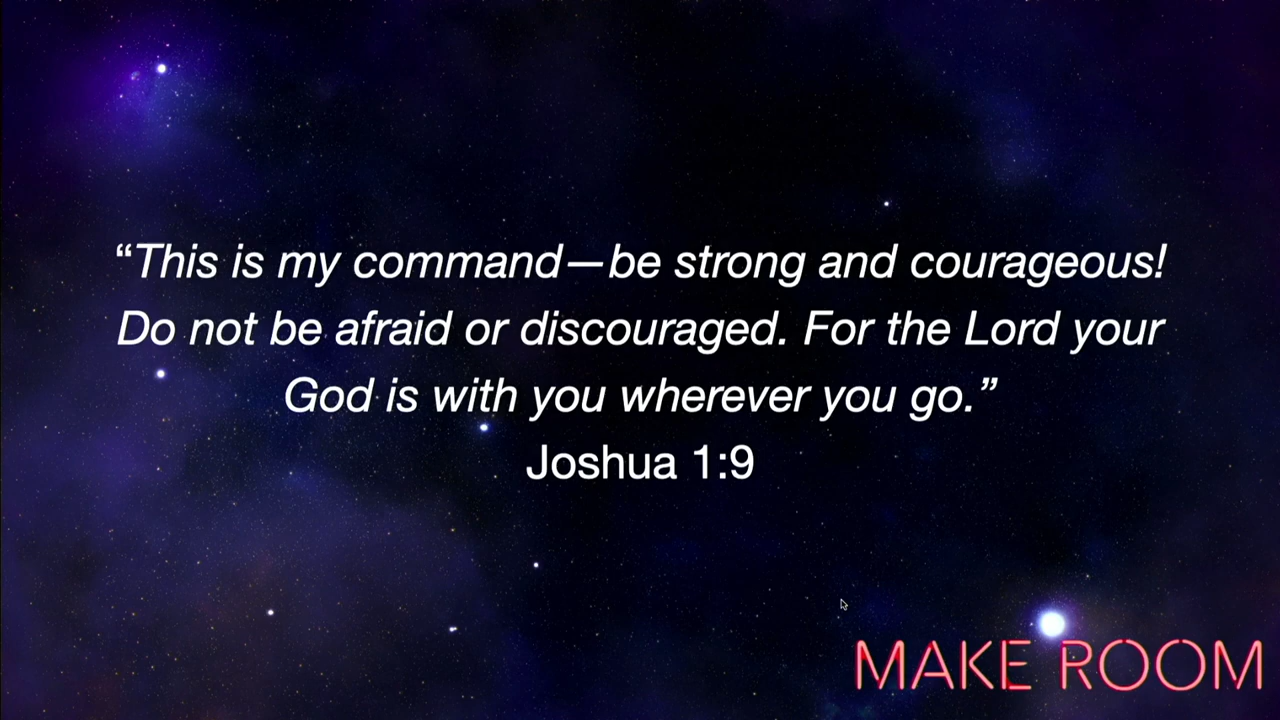 “This is my command—be strong and courageous!
Do not be afraid or discouraged. For the Lord your
God is with you wherever you go.”
Joshua 1:9
MAKE ROOM